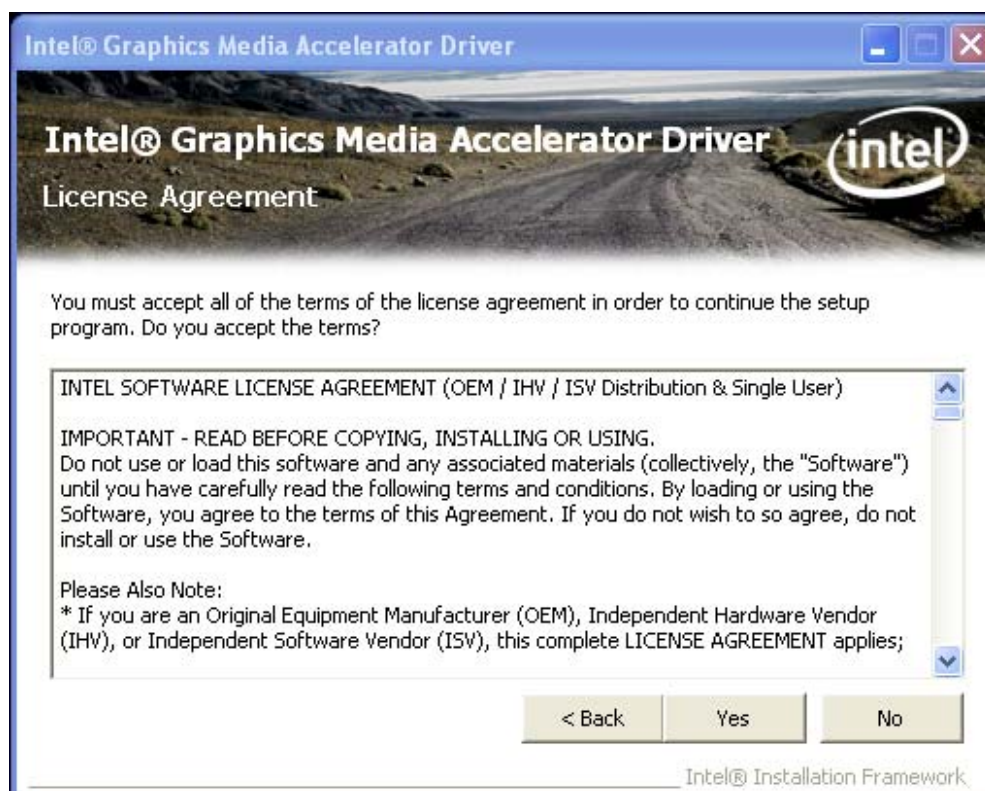 Intel® Graphics Media Accelerator Driver
Intel® Graphics Media Accelerator Driver
intel
License Agreement
You must accept all of the terms of the license agreement in order to continue the setup
program. Do you accept the terms?
INTEL SOFTWARE LICENSE AGREEMENT (OEM / IHV / ISV Distribution & Single User)
IMPORTANT - READ BEFORE COPYING, INSTALLING OR USING.
Do not use or load this software and any associated materials (collectively, the "Software")
until you have carefully read the following terms and conditions. By loading or using the
Software, you agree to the terms of this Agreement. If you do not wish to so agree, do not
install or use the Software.
Please Also Note:
* If you are an Original Equipment Manufacturer (OEM), Independent Hardware Vendor
(IHV), or Independent Software Vendor (ISV), this complete LICENSE AGREEMENT applies;
< Back Yes No
Intel® Installation Framework